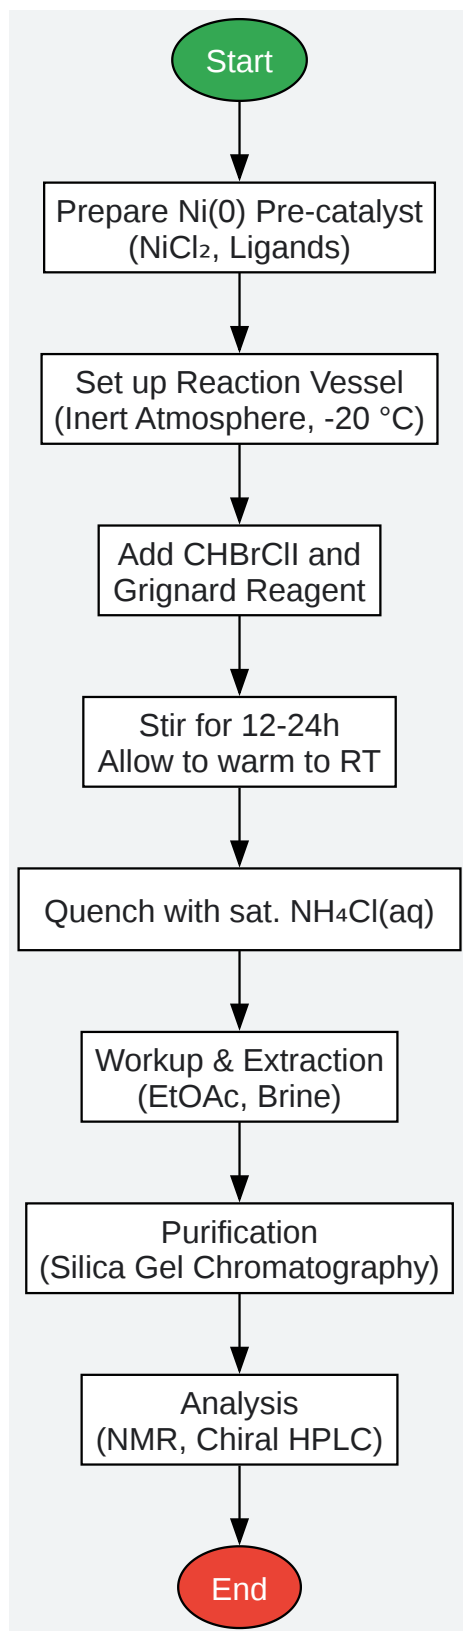 Start
Prepare Ni(0) Pre-catalyst
(NiCl₂, Ligands)
Set up Reaction Vessel
(Inert Atmosphere, -20 °C)
Add CHBrClI and
Grignard Reagent
Stir for 12-24h
Allow to warm to RT
Quench with sat. NH₄Cl(aq)
Workup & Extraction
(EtOAc, Brine)
Purification
(Silica Gel Chromatography)
Analysis
(NMR, Chiral HPLC)
End